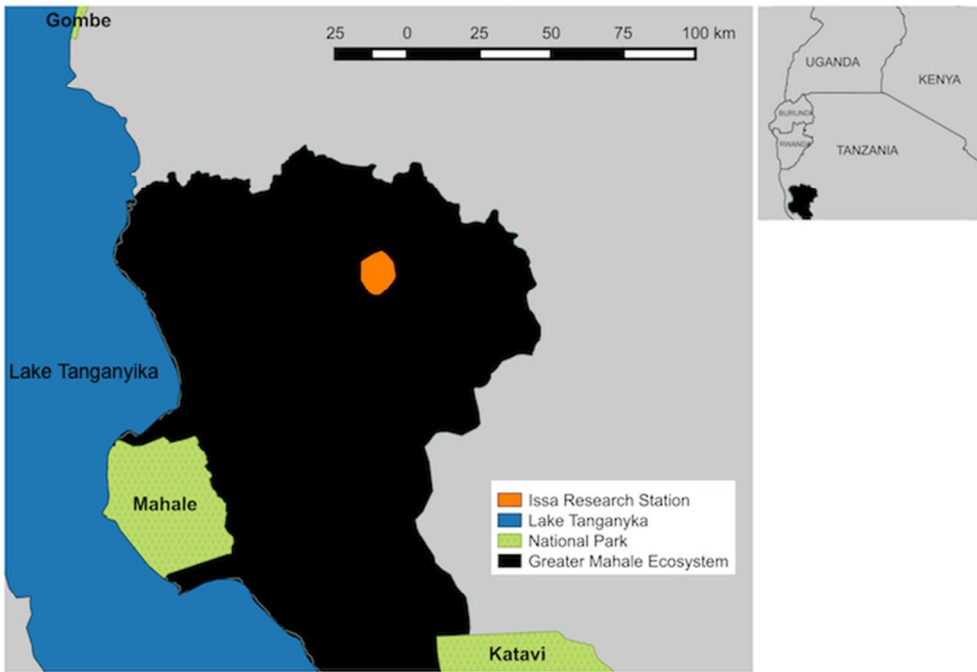 Gombe
25 0 25 50 75 100 km
UGANDA
KENYA
BURUNDI
RWANDA
TANZANIA
Lake Tanganyika
Mahale
Issa Research Station
Lake Tanganyka
National Park
Greater Mahale Ecosystem
Katavi